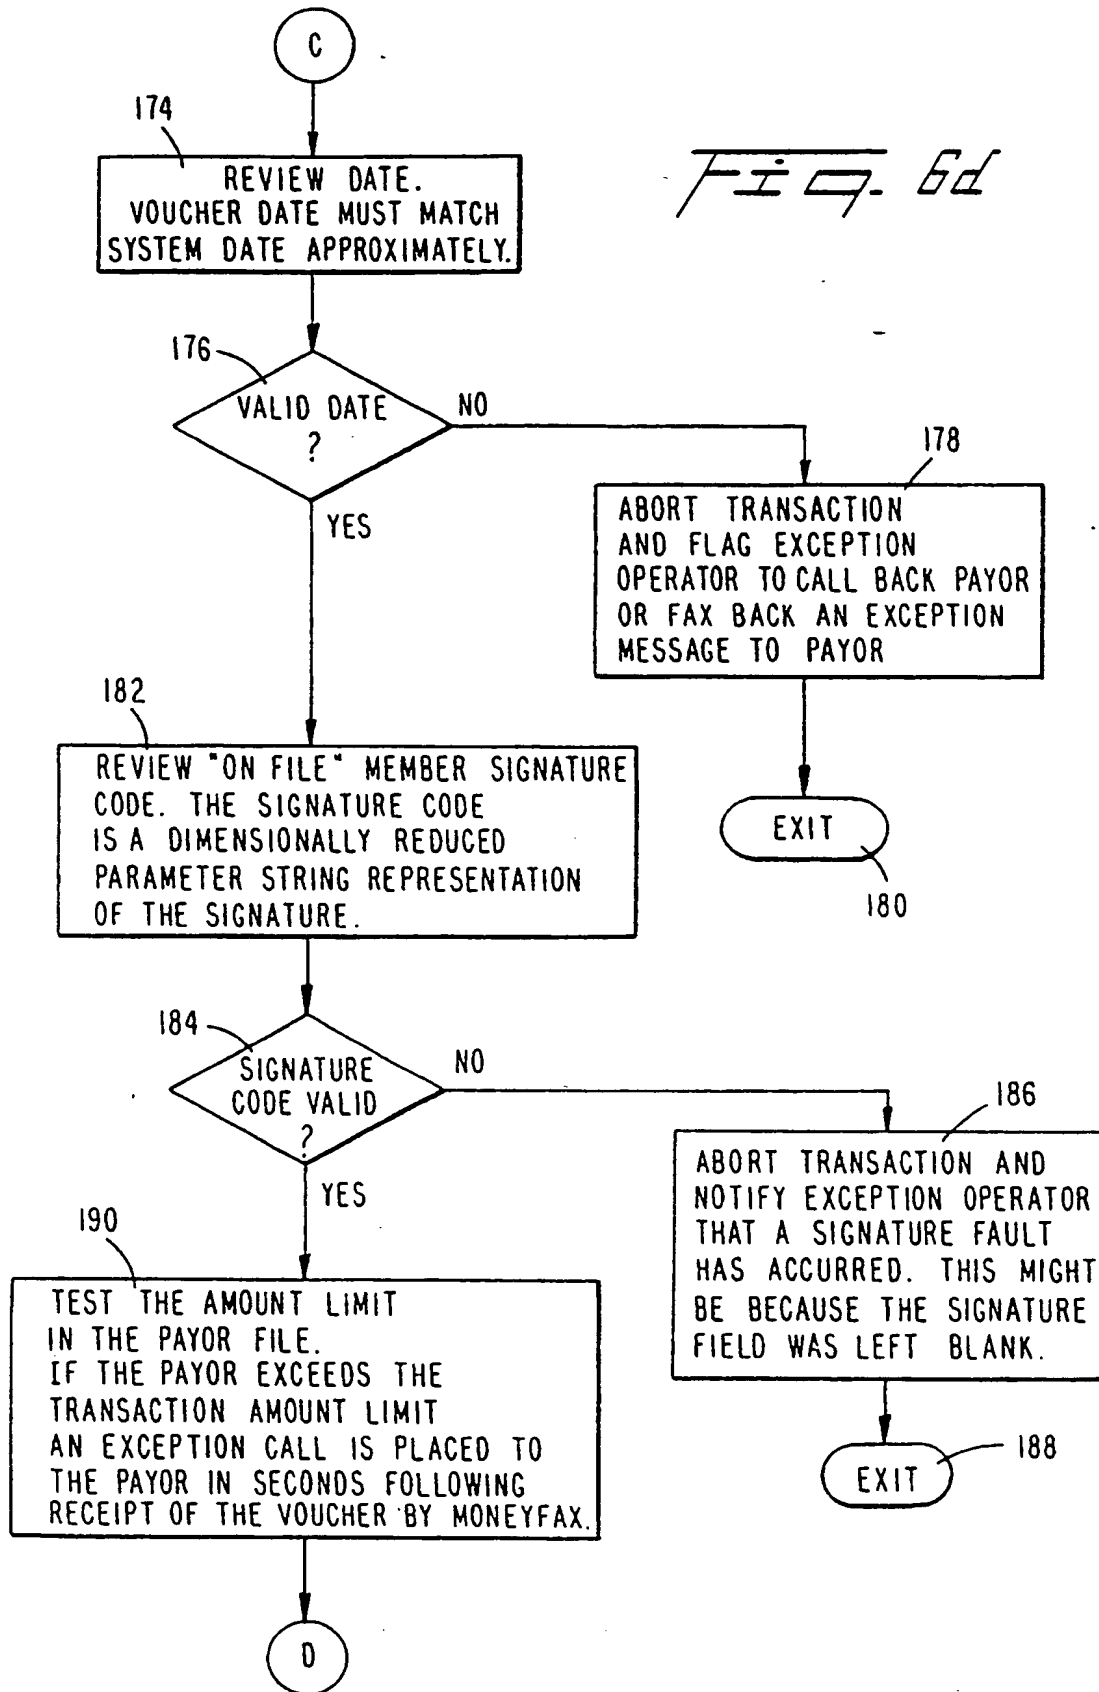 C
174
REVIEW DATE.
VOUCHER DATE MUST MATCH
SYSTEM DATE APPROXIMATELY.
Fig. 6d
176
VALID DATE
?
NO
YES
178
ABORT TRANSACTION
AND FLAG EXCEPTION
OPERATOR TO CALL BACK PAYOR
OR FAX BACK AN EXCEPTION
MESSAGE TO PAYOR
EXIT
180
182
REVIEW "ON FILE" MEMBER SIGNATURE
CODE. THE SIGNATURE CODE
IS A DIMENSIONALLY REDUCED
PARAMETER STRING REPRESENTATION
OF THE SIGNATURE.
184
SIGNATURE
CODE VALID
?
NO
YES
186
ABORT TRANSACTION AND
NOTIFY EXCEPTION OPERATOR
THAT A SIGNATURE FAULT
HAS ACCURRED. THIS MIGHT
BE BECAUSE THE SIGNATURE
FIELD WAS LEFT BLANK.
EXIT
188
190
TEST THE AMOUNT LIMIT
IN THE PAYOR FILE.
IF THE PAYOR EXCEEDS THE
TRANSACTION AMOUNT LIMIT
AN EXCEPTION CALL IS PLACED TO
THE PAYOR IN SECONDS FOLLOWING
RECEIPT OF THE VOUCHER BY MONEYFAX.
D